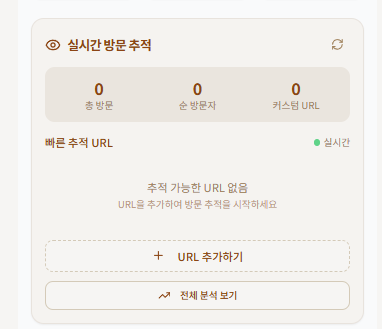 실시간 방문 추적
0 0 0
총 방문 순 방문자 커스텀 URL
빠른 추적 URL 실시간
추적 가능한 URL 없음
URL을 추가하여 방문 추적을 시작하세요
+ URL 추가하기
전체 분석 보기